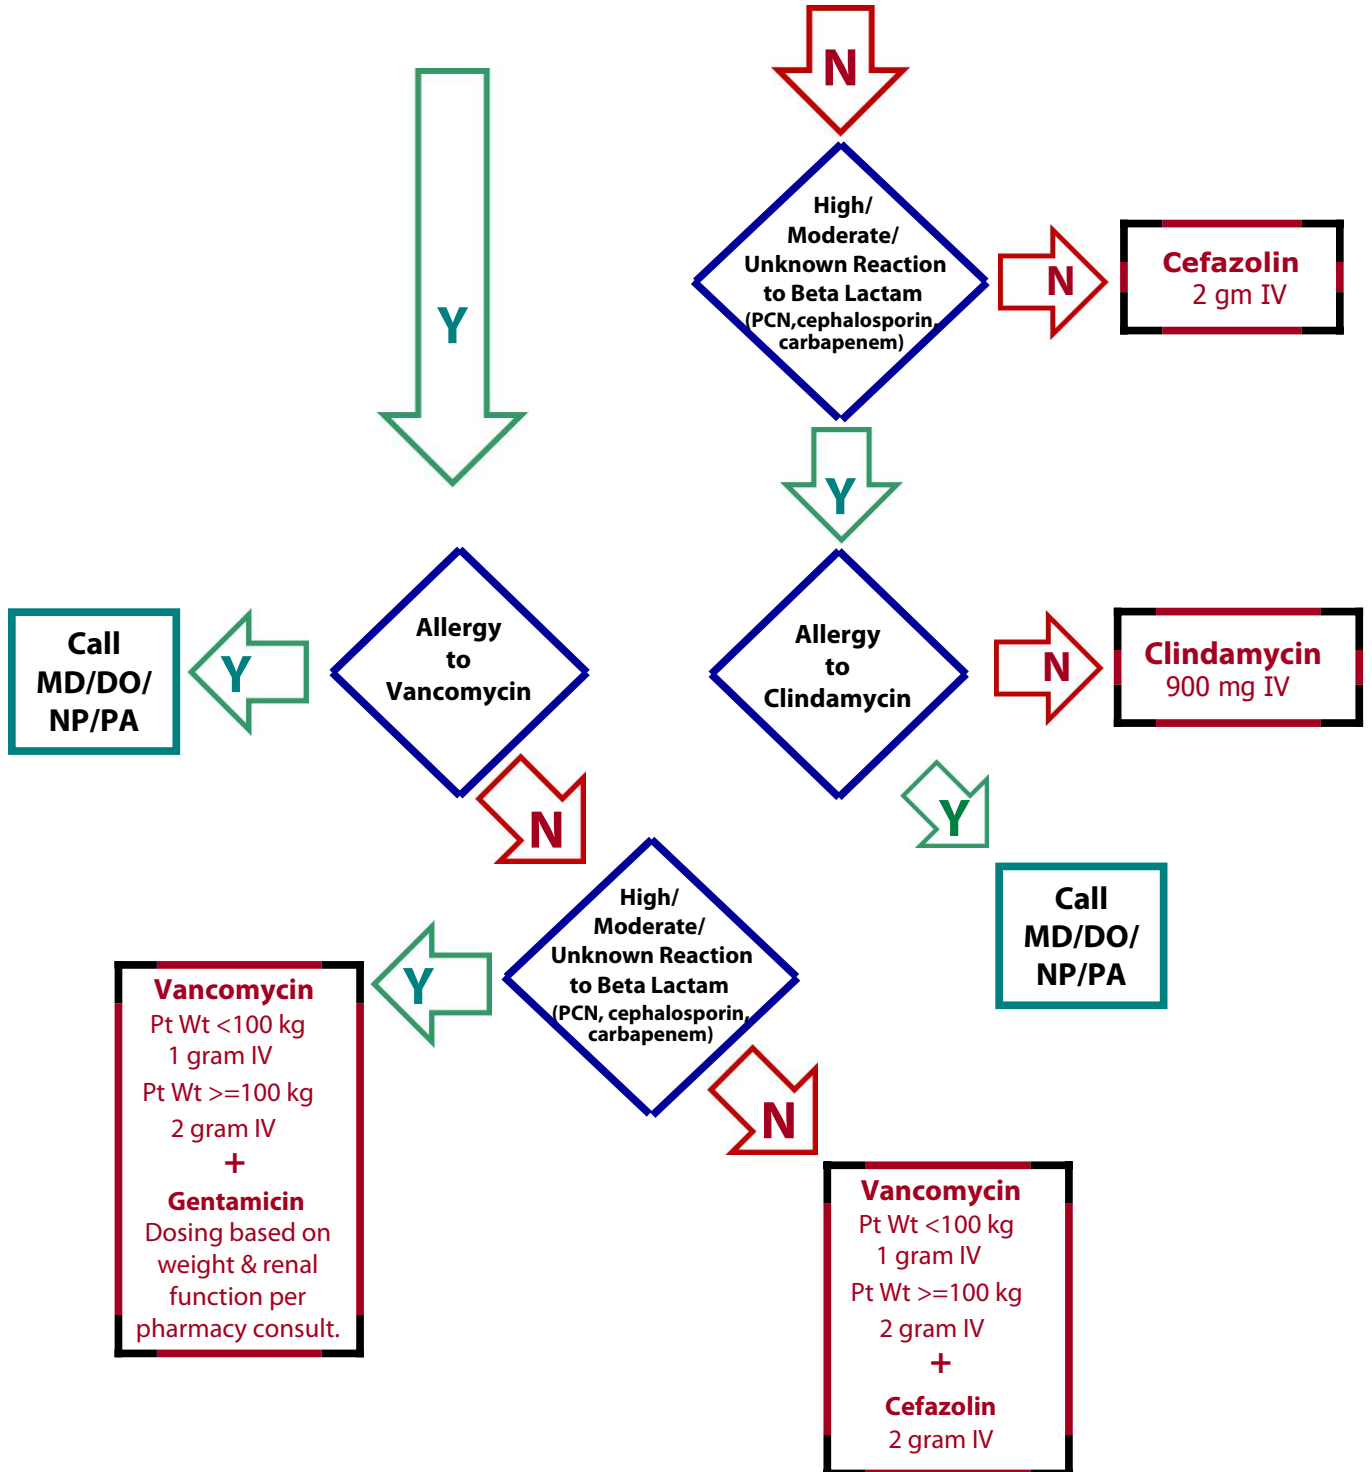 N
Y
High/
Moderate/
Unknown Reaction
to Beta Lactam
(PCN,cephalosporin,
carbapenem)
N
Cefazolin
2 gm IV
Y
Call
MD/DO/
NP/PA
Y
Allergy
to
Vancomycin
Allergy
to
Clindamycin
N
Clindamycin
900 mg IV
N
Y
Call
MD/DO/
NP/PA
High/
Moderate/
Unknown Reaction
to Beta Lactam
(PCN, cephalosporin,
carbapenem)
Y
Vancomycin
Pt Wt <100 kg
1 gram IV
Pt Wt >=100 kg
2 gram IV
+
Gentamicin
Dosing based on
weight & renal
function per
pharmacy consult.
N
Vancomycin
Pt Wt <100 kg
1 gram IV
Pt Wt >=100 kg
2 gram IV
+
Cefazolin
2 gram IV